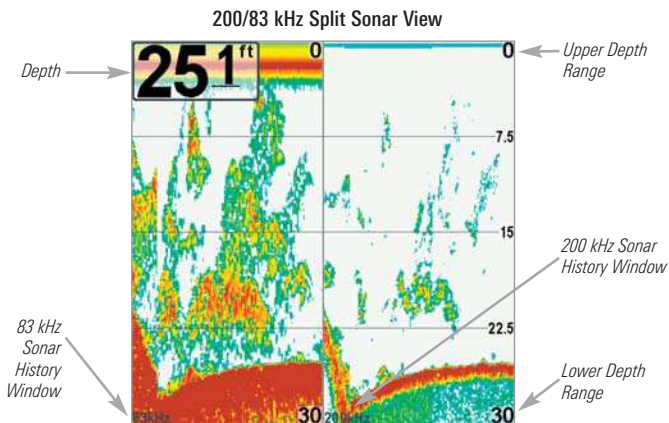 200/83 kHz Split Sonar View
Depth
25.1 ft
0
0
Upper Depth
Range
7.5
15
200 kHz Sonar
History Window
22.5
83 kHz
Sonar
History
Window
Lower Depth
Range
83kHz
30
200kHz
30